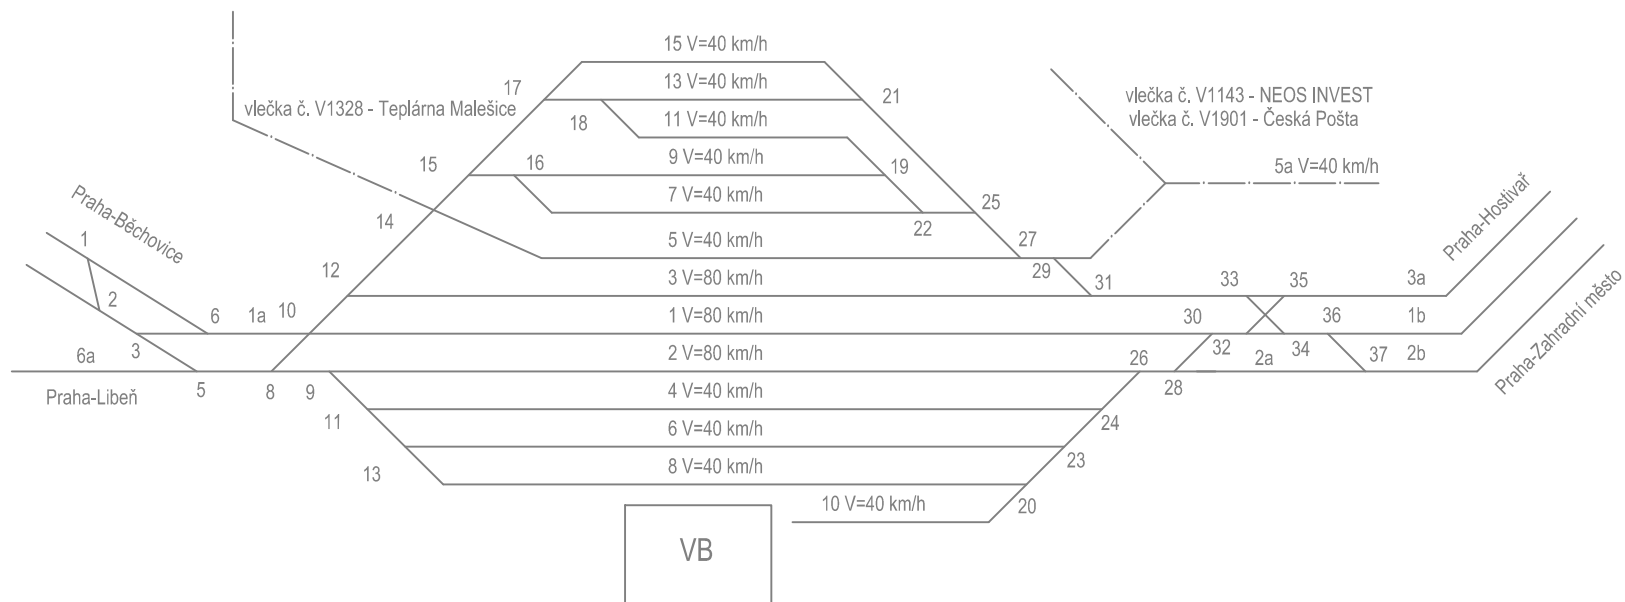 15 V=40 km/h
17
13 V=40 km/h
21
vlečka č. V1328 - Teplárna Malešice
18
11 V=40 km/h
vlečka č. V1143 - NEOS INVEST
vlečka č. V1901 - Česká Pošta
15
16
9 V=40 km/h
19
5a V=40 km/h
7 V=40 km/h
25
14
22
Praha-Běchovice
1
5 V=40 km/h
27
Praha-Hostivař
12
29
3 V=80 km/h
31
33
35
3a
2
6
1a
10
1 V=80 km/h
30
36
1b
3
6a
2 V=80 km/h
26
32
2a
34
37
2b
Praha-Zahradní město
Praha-Libeň
5
8
9
4 V=40 km/h
28
11
6 V=40 km/h
24
13
8 V=40 km/h
23
10 V=40 km/h
20
VB